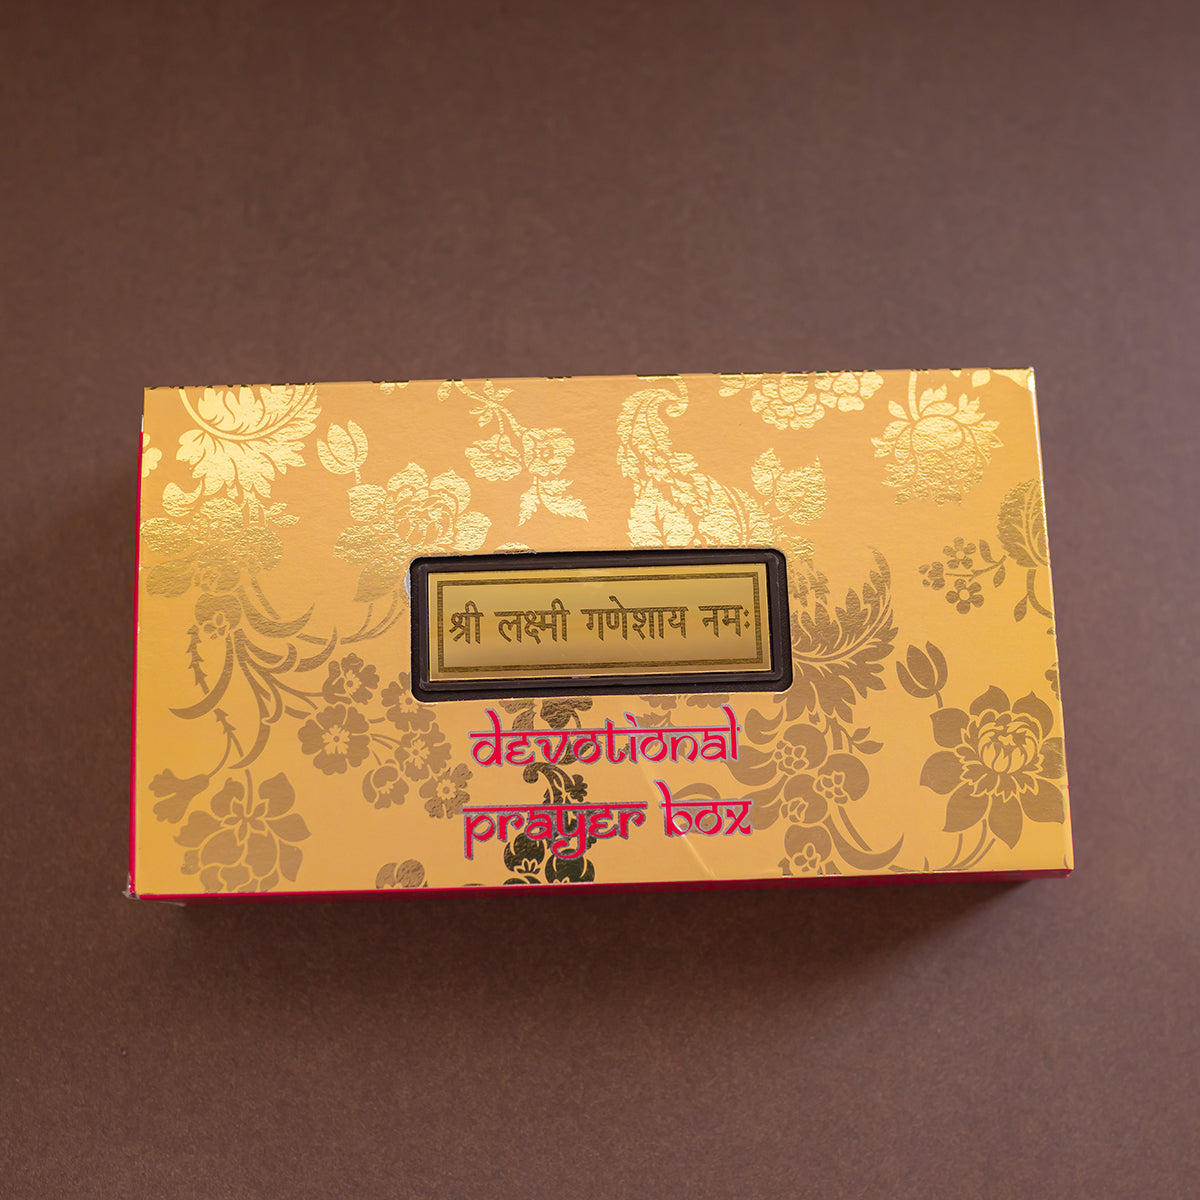 श्री लक्ष्मी गणेशाय नमः
devotional
prayer box